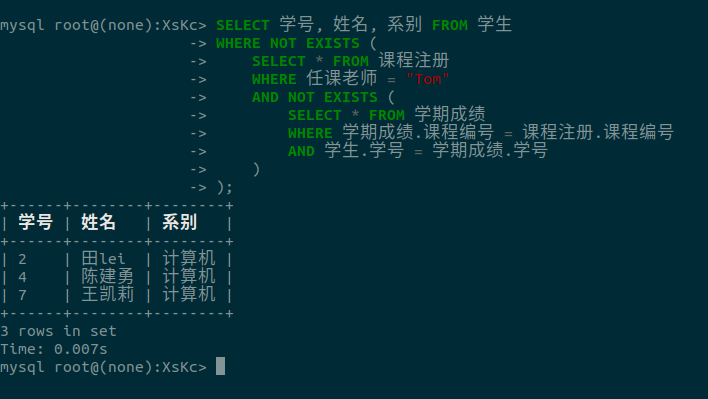 mysql root@(none):XsKc> SELECT 学号, 姓名, 系别 FROM 学生
-> WHERE NOT EXISTS (
-> SELECT * FROM 课程注册
-> WHERE 任课老师 = "Tom"
-> AND NOT EXISTS (
-> SELECT * FROM 学期成绩
-> WHERE 学期成绩.课程编号 = 课程注册.课程编号
-> AND 学生.学号 = 学期成绩.学号
-> )
-> );
+------+--------+--------+
| 学号 | 姓名 | 系别 |
+------+--------+--------+
| 2 | 田lei | 计算机 |
| 4 | 陈建勇 | 计算机 |
| 7 | 王凯莉 | 计算机 |
+------+--------+--------+
3 rows in set
Time: 0.007s
mysql root@(none):XsKc>